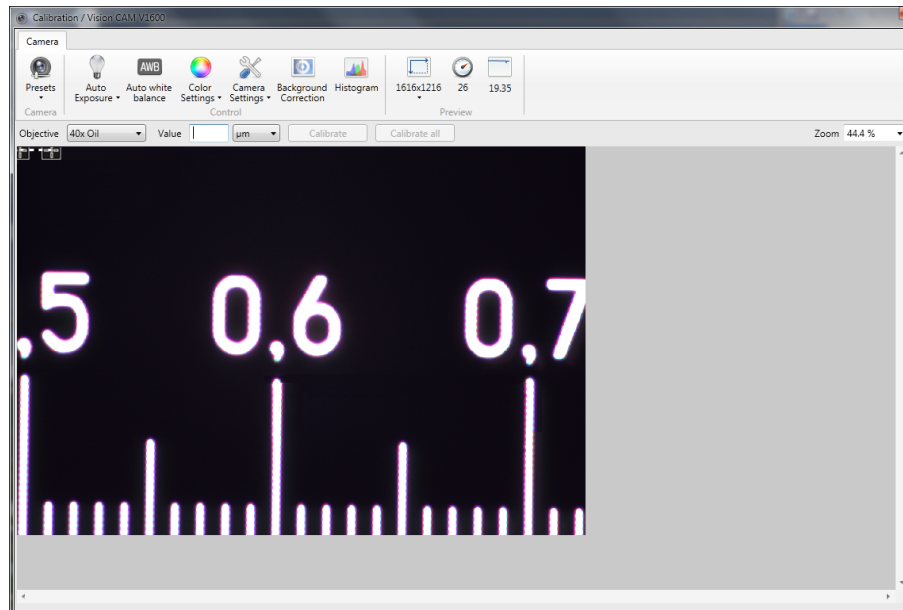 Calibration / Vision CAM V1600
Camera
Presets
Auto Exposure
AWB
Auto white balance
Color Settings
Camera Settings
Background Correction
Histogram
1616x1216
26
19.35
Camera
Control
Preview
Objective 40x Oil Value µm Calibrate Calibrate all Zoom 44.4 %
,5 0,6 0,7